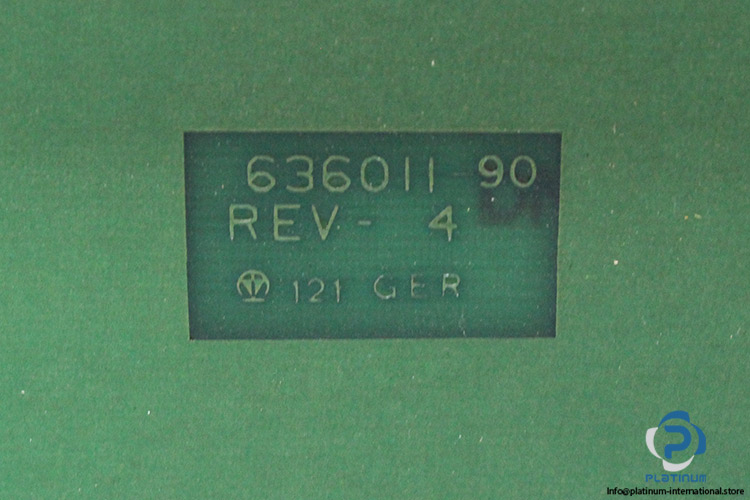 636011 90
REV- 4
121 GER
PLATINUM
Info@platinum-international.store